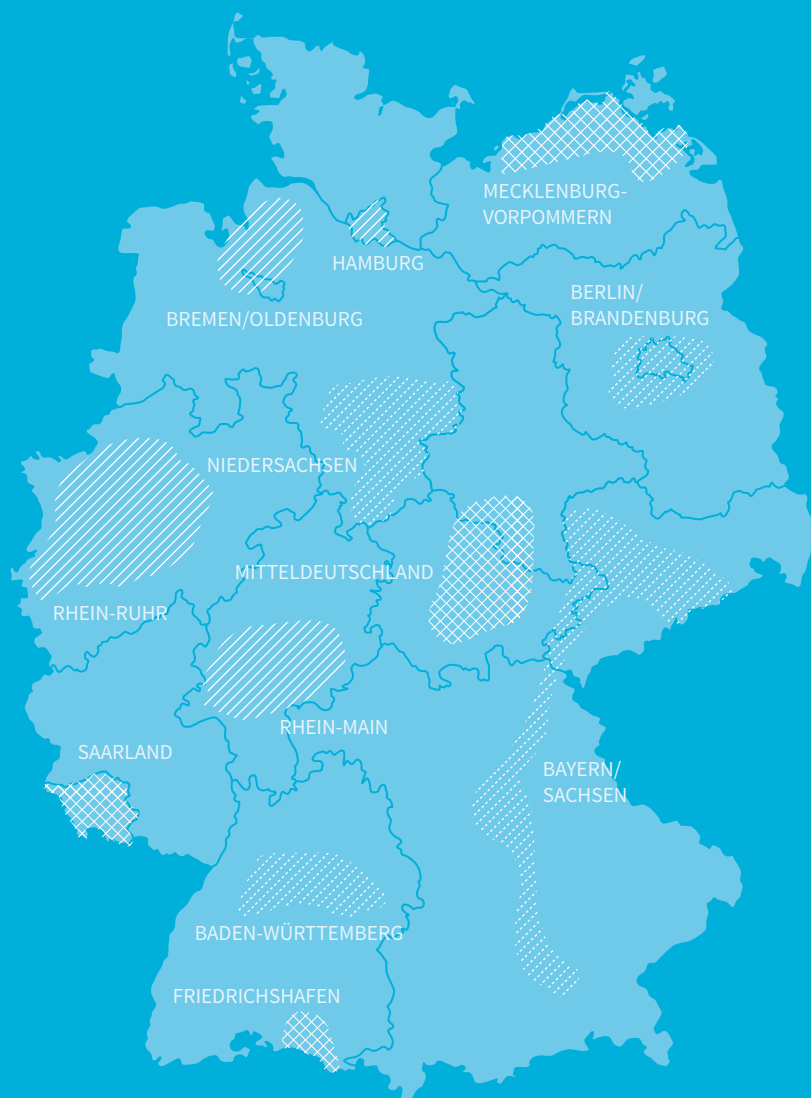 MECKLENBURG-
VORPOMMERN
HAMBURG
BREMEN/OLDENBURG
BERLIN/
BRANDENBURG
NIEDERSACHSEN
MITTELDEUTSCHLAND
RHEIN-RUHR
RHEIN-MAIN
SAARLAND
BAYERN/
SACHSEN
BADEN-WÜRTTEMBERG
FRIEDRICHSHAFEN